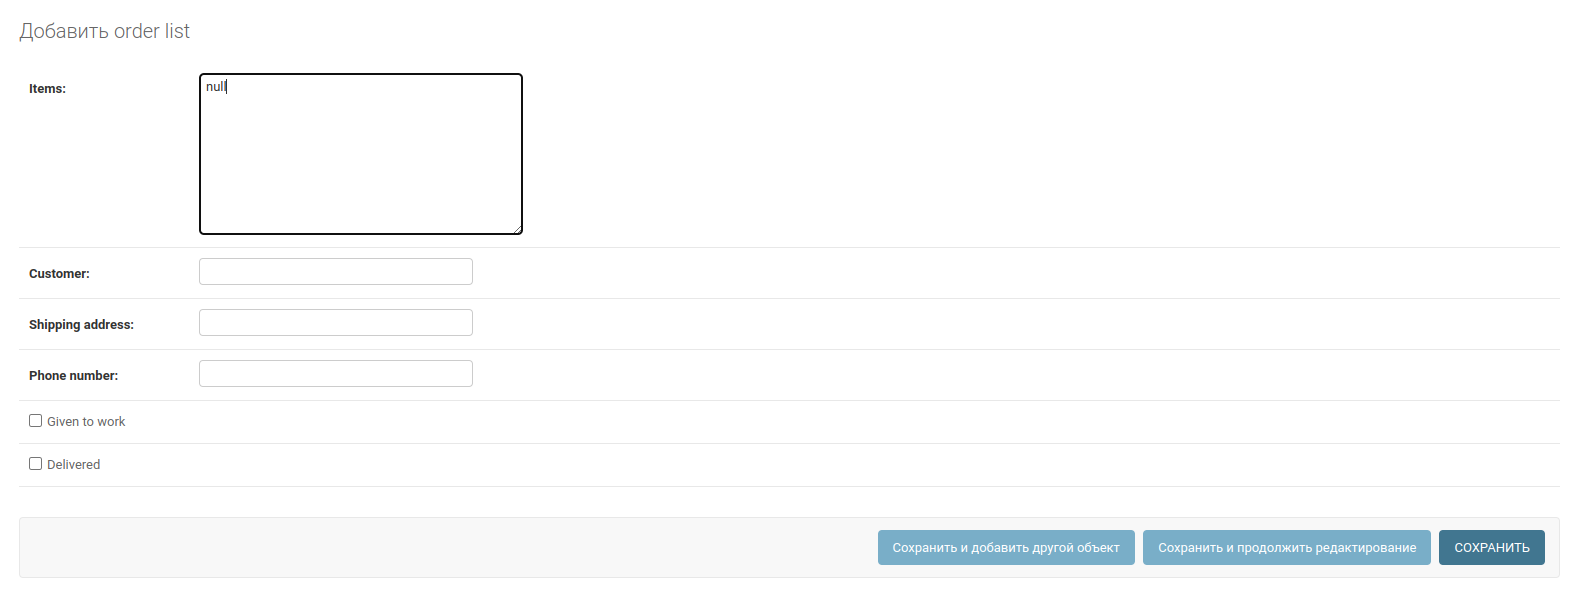 Добавить order list
Items:
null
Customer:
Shipping address:
Phone number:
Given to work
Delivered
Сохранить и добавить другой объект
Сохранить и продолжить редактирование
СОХРАНИТЬ